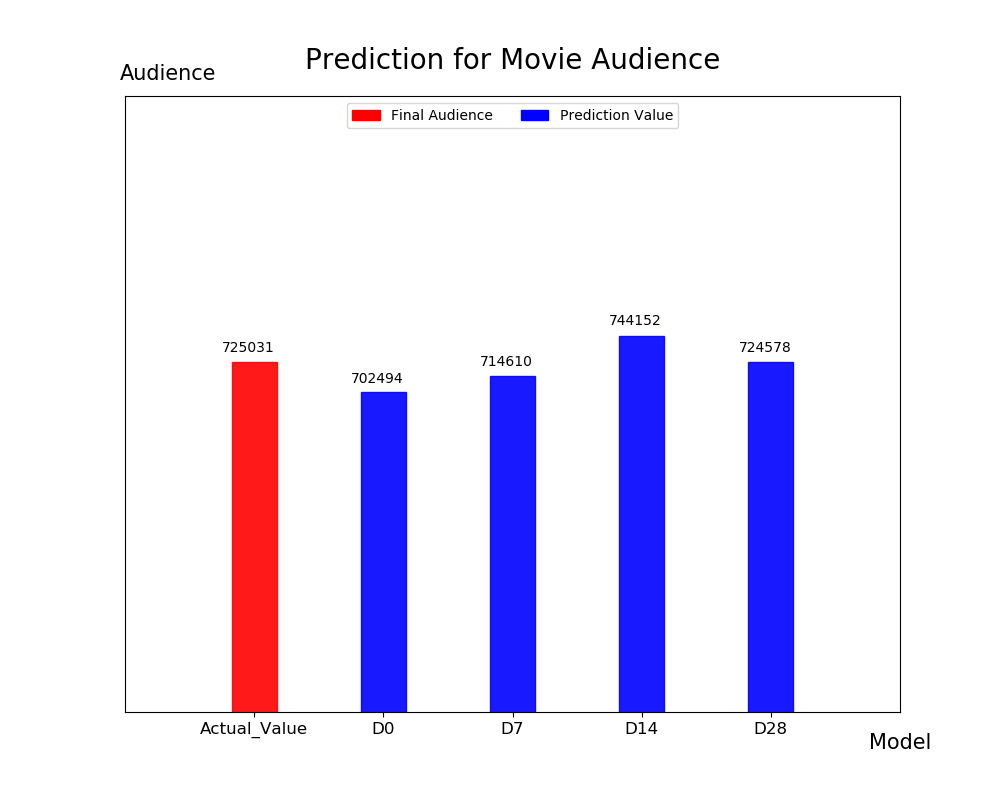 Prediction for Movie Audience
Audience
Final Audience
Prediction Value
744152
725031
724578
714610
702494
Actual_Value
D0
D7
D14
D28
Model